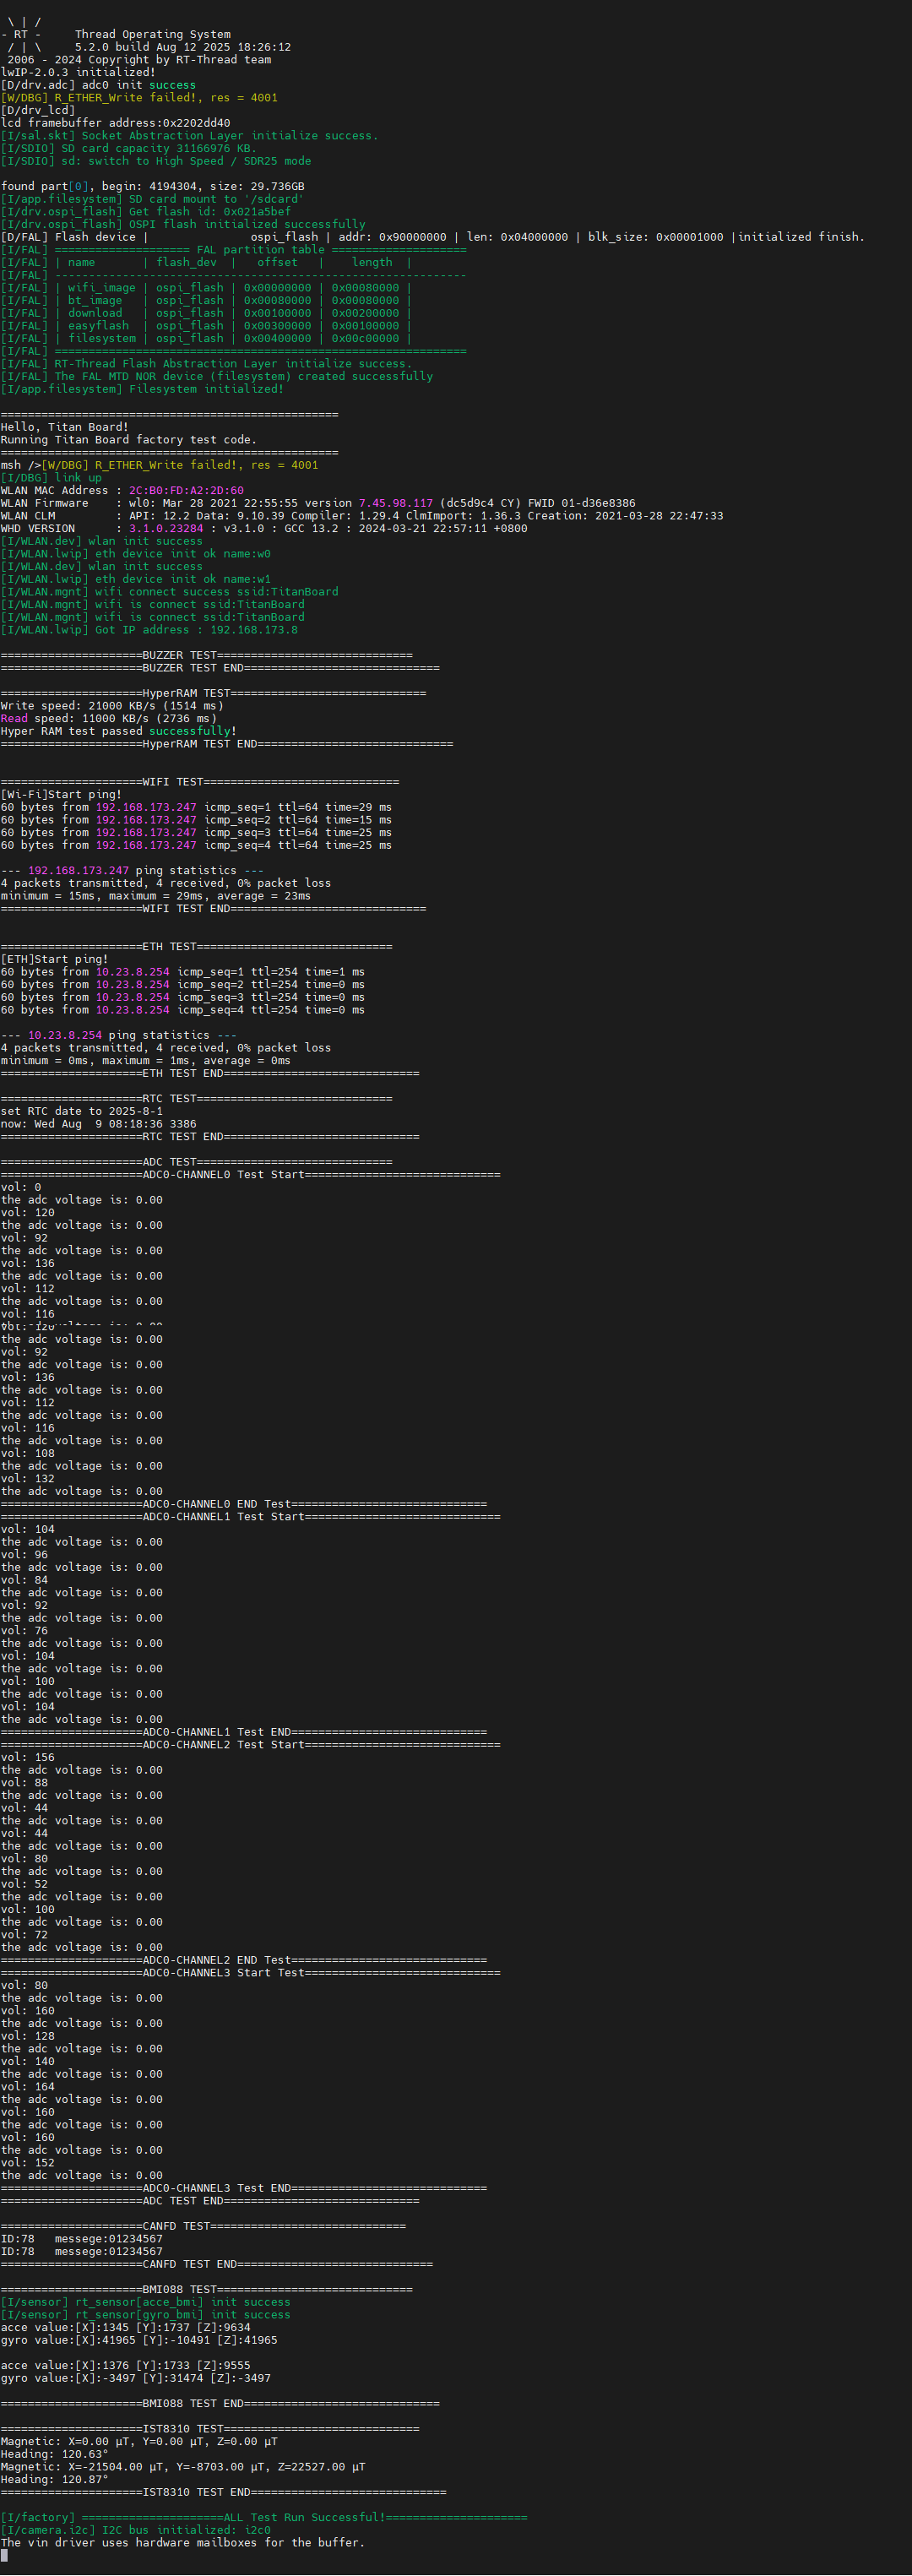 \ | /
- RT -     Thread Operating System
 / | \     5.2.0 build Aug 12 2025 18:26:12
 2006 - 2024 Copyright by RT-Thread team
lwIP-2.0.3 initialized!
[D/drv.adc] adc0 init success
[W/DBG] R_ETHER_Write failed!, res = 4001
[D/drv_lcd]
lcd framebuffer address:0x2202dd40
[I/sal.skt] Socket Abstraction Layer initialize success.
[I/SDIO] SD card capacity 31166976 KB.
[I/SDIO] sd: switch to High Speed / SDR25 mode

found part[0], begin: 4194304, size: 29.736GB
[I/app.filesystem] SD card mount to '/sdcard'
[I/drv.ospi_flash] Get flash id: 0x021a5bef
[I/drv.ospi_flash] OSPI flash initialized successfully
[D/FAL] Flash device |               ospi_flash | addr: 0x90000000 | len: 0x04000000 | blk_size: 0x00001000 |initialized finish.
[I/FAL] ==================== FAL partition table ====================
[I/FAL] | name       | flash_dev  |   offset   |    length  |
[I/FAL] -------------------------------------------------------------
[I/FAL] | wifi_image | ospi_flash | 0x00000000 | 0x00080000 |
[I/FAL] | bt_image   | ospi_flash | 0x00080000 | 0x00080000 |
[I/FAL] | download   | ospi_flash | 0x00100000 | 0x00200000 |
[I/FAL] | easyflash  | ospi_flash | 0x00300000 | 0x00100000 |
[I/FAL] | filesystem | ospi_flash | 0x00400000 | 0x00c00000 |
[I/FAL] =============================================================
[I/FAL] RT-Thread Flash Abstraction Layer initialize success.
[I/FAL] The FAL MTD NOR device (filesystem) created successfully
[I/app.filesystem] Filesystem initialized!

==================================================
Hello, Titan Board!
Running Titan Board factory test code.
==================================================
msh />[W/DBG] R_ETHER_Write failed!, res = 4001
[I/DBG] link up
WLAN MAC Address : 2C:B0:FD:A2:2D:60
WLAN Firmware    : wl0: Mar 28 2021 22:55:55 version 7.45.98.117 (dc5d9c4 CY) FWID 01-d36e8386
WLAN CLM         : API: 12.2 Data: 9.10.39 Compiler: 1.29.4 ClmImport: 1.36.3 Creation: 2021-03-28 22:47:33
WHD VERSION      : 3.1.0.23284 : v3.1.0 : GCC 13.2 : 2024-03-21 22:57:11 +0800
[I/WLAN.dev] wlan init success
[I/WLAN.lwip] eth device init ok name:w0
[I/WLAN.dev] wlan init success
[I/WLAN.lwip] eth device init ok name:w1
[I/WLAN.mgnt] wifi connect success ssid:TitanBoard
[I/WLAN.mgnt] wifi is connect ssid:TitanBoard
[I/WLAN.mgnt] wifi is connect ssid:TitanBoard
[I/WLAN.lwip] Got IP address : 192.168.173.8

=====================BUZZER TEST=============================
=====================BUZZER TEST END=============================

=====================HyperRAM TEST=============================
Write speed: 21000 KB/s (1514 ms)
Read speed: 11000 KB/s (2736 ms)
Hyper RAM test passed successfully!
=====================HyperRAM TEST END=============================

=====================WIFI TEST=============================
[Wi-Fi]Start ping!
60 bytes from 192.168.173.247 icmp_seq=1 ttl=64 time=29 ms
60 bytes from 192.168.173.247 icmp_seq=2 ttl=64 time=15 ms
60 bytes from 192.168.173.247 icmp_seq=3 ttl=64 time=25 ms
60 bytes from 192.168.173.247 icmp_seq=4 ttl=64 time=25 ms

--- 192.168.173.247 ping statistics ---
4 packets transmitted, 4 received, 0% packet loss
minimum = 15ms, maximum = 29ms, average = 23ms
=====================WIFI TEST END=============================

=====================ETH TEST=============================
[ETH]Start ping!
60 bytes from 10.23.8.254 icmp_seq=1 ttl=254 time=1 ms
60 bytes from 10.23.8.254 icmp_seq=2 ttl=254 time=0 ms
60 bytes from 10.23.8.254 icmp_seq=3 ttl=254 time=0 ms
60 bytes from 10.23.8.254 icmp_seq=4 ttl=254 time=0 ms

--- 10.23.8.254 ping statistics ---
4 packets transmitted, 4 received, 0% packet loss
minimum = 0ms, maximum = 1ms, average = 0ms
=====================ETH TEST END=============================

=====================RTC TEST=============================
set RTC date to 2025-8-1
now: Wed Aug  9 08:18:36 3386
=====================RTC TEST END=============================

=====================ADC TEST=============================
=====================ADC0-CHANNEL0 Test Start=============================
vol: 0
the adc voltage is: 0.00
vol: 120
the adc voltage is: 0.00
vol: 92
the adc voltage is: 0.00
vol: 136
the adc voltage is: 0.00
vol: 112
the adc voltage is: 0.00
vol: 116
vol: 120
the adc voltage is: 0.00
vol: 92
the adc voltage is: 0.00
vol: 136
the adc voltage is: 0.00
vol: 112
the adc voltage is: 0.00
vol: 116
the adc voltage is: 0.00
vol: 108
the adc voltage is: 0.00
vol: 132
the adc voltage is: 0.00
=====================ADC0-CHANNEL0 END Test=============================
=====================ADC0-CHANNEL1 Test Start=============================
vol: 104
the adc voltage is: 0.00
vol: 96
the adc voltage is: 0.00
vol: 84
the adc voltage is: 0.00
vol: 92
the adc voltage is: 0.00
vol: 76
the adc voltage is: 0.00
vol: 104
the adc voltage is: 0.00
vol: 100
the adc voltage is: 0.00
vol: 104
the adc voltage is: 0.00
=====================ADC0-CHANNEL1 Test END=============================
=====================ADC0-CHANNEL2 Test Start=============================
vol: 156
the adc voltage is: 0.00
vol: 88
the adc voltage is: 0.00
vol: 44
the adc voltage is: 0.00
vol: 44
the adc voltage is: 0.00
vol: 80
the adc voltage is: 0.00
vol: 52
the adc voltage is: 0.00
vol: 100
the adc voltage is: 0.00
vol: 72
the adc voltage is: 0.00
=====================ADC0-CHANNEL2 END Test=============================
=====================ADC0-CHANNEL3 Start Test=============================
vol: 80
the adc voltage is: 0.00
vol: 160
the adc voltage is: 0.00
vol: 128
the adc voltage is: 0.00
vol: 140
the adc voltage is: 0.00
vol: 164
the adc voltage is: 0.00
vol: 160
the adc voltage is: 0.00
vol: 160
the adc voltage is: 0.00
vol: 152
the adc voltage is: 0.00
=====================ADC0-CHANNEL3 Test END=============================
=====================ADC TEST END=============================

=====================CANFD TEST=============================
ID:78   messege:01234567
ID:78   messege:01234567
=====================CANFD TEST END=============================

=====================BMI088 TEST=============================
[I/sensor] rt_sensor[acce_bmi] init success
[I/sensor] rt_sensor[gyro_bmi] init success
acce value:[X]:1345 [Y]:1737 [Z]:9634
gyro value:[X]:41965 [Y]:-10491 [Z]:41965

acce value:[X]:1376 [Y]:1733 [Z]:9555
gyro value:[X]:-3497 [Y]:31474 [Z]:-3497

=====================BMI088 TEST END=============================

=====================IST8310 TEST=============================
Magnetic: X=0.00 µT, Y=0.00 µT, Z=0.00 µT
Heading: 120.63°
Magnetic: X=-21504.00 µT, Y=-8703.00 µT, Z=22527.00 µT
Heading: 120.87°
=====================IST8310 TEST END=============================

[I/factory] =====================ALL Test Run Successful!=====================
[I/camera.i2c] I2C bus initialized: i2c0
The vin driver uses hardware mailboxes for the buffer.